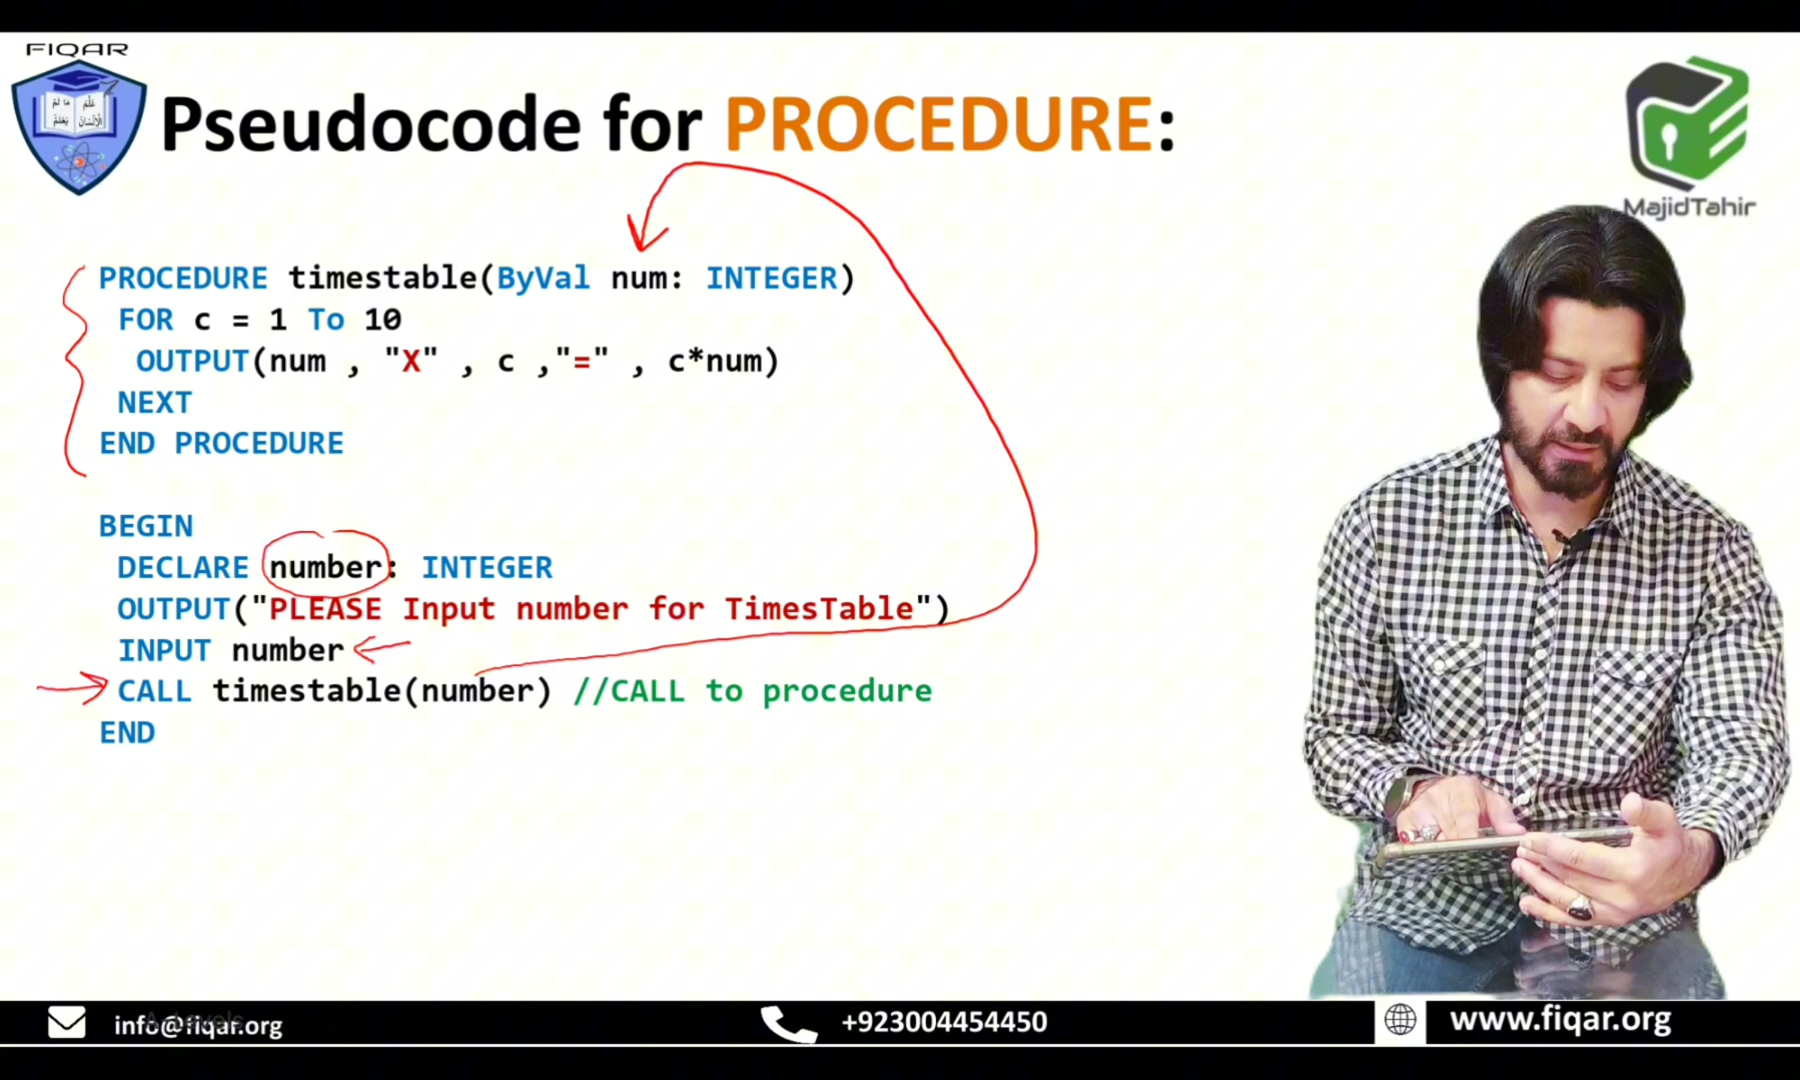 FIQAR
Pseudocode for PROCEDURE:
MajidTahir
PROCEDURE timestable(ByVal num: INTEGER)
FOR c = 1 To 10
OUTPUT(num , "X" , c ,"=" , c*num)
NEXT
END PROCEDURE
BEGIN
DECLARE number: INTEGER
OUTPUT("PLEASE Input number for TimesTable")
INPUT number
CALL timestable(number) //CALL to procedure
END
info@fiqar.org
+923004454450
www.fiqar.org